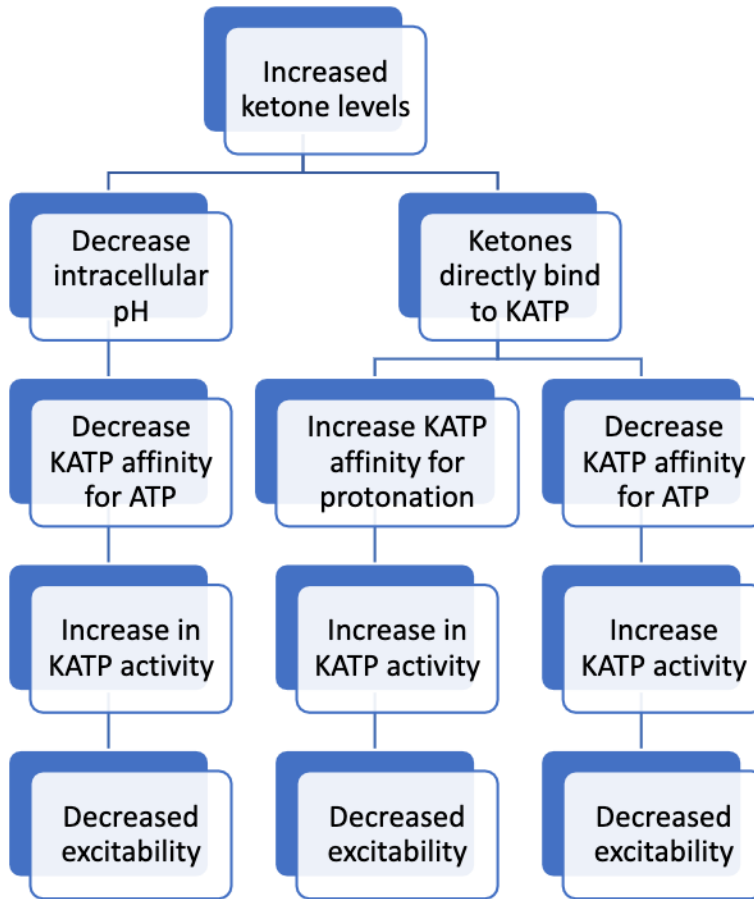 Increased
ketone levels
Decrease
intracellular
pH
Ketones
directly bind
to KATP
Decrease
KATP affinity
for ATP
Increase KATP
affinity for
protonation
Decrease
KATP affinity
for ATP
Increase in
KATP activity
Increase in
KATP activity
Increase
KATP activity
Decreased
excitability
Decreased
excitability
Decreased
excitability